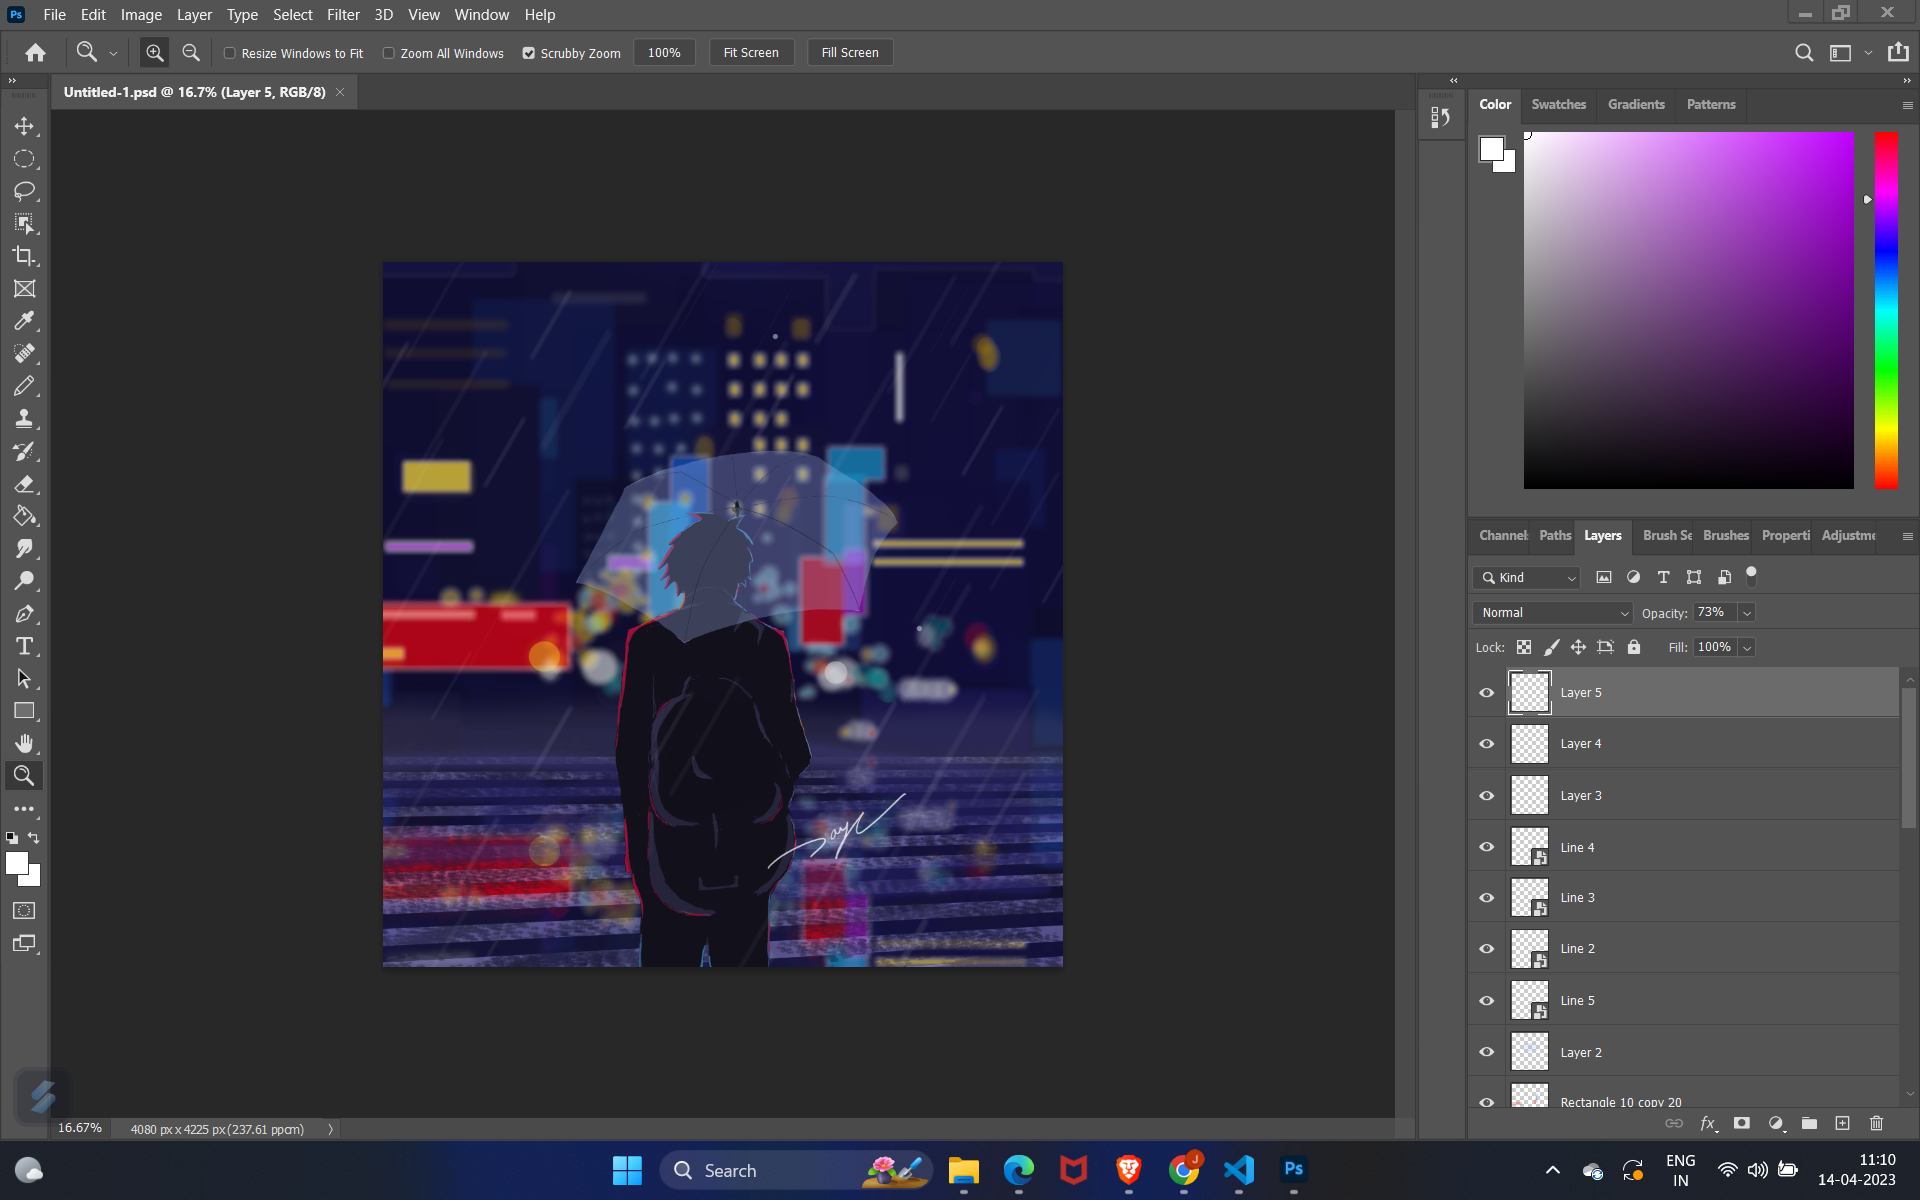 Ps File Edit Image Layer Type Select Filter 3D View Window Help
Resize Windows to Fit Zoom All Windows Scrubby Zoom 100% Fit Screen Fill Screen
Untitled-1.psd @ 16.7% (Layer 5, RGB/8)
Color Swatches Gradients Patterns
Channel Paths Layers Brush Se Brushes Properti Adjustme
Kind
Normal Opacity: 73%
Lock: Fill: 100%
Layer 5
Layer 4
Layer 3
Line 4
Line 3
Line 2
Line 5
Layer 2
Rectangle 10 copy 20
fx
16.67% 4080 px x 4225 px (237.61 ppcm)
Search J Ps
ENG
IN
11:10
14-04-2023